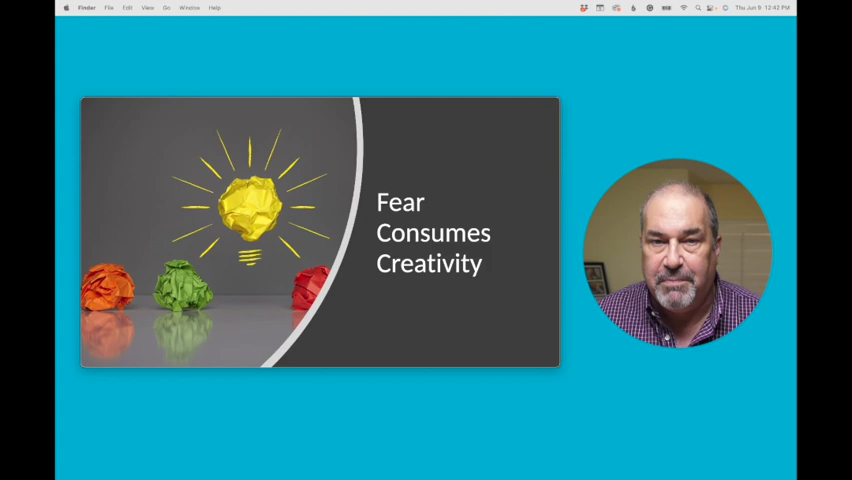 Finder File Edit View Go Window Help
Thu Jun 9 12:42 PM
Fear
Consumes
Creativity